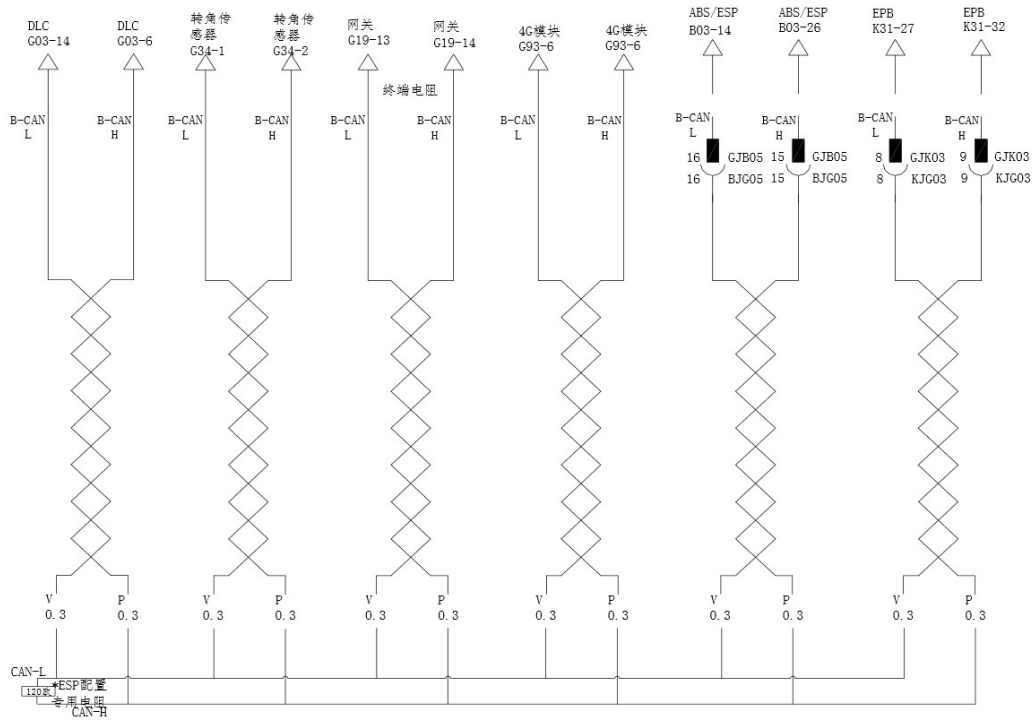 DLC
G03-14
DLC
G03-6
转角传
感器
G34-1
转角传
感器
G34-2
网关
G19-13
网关
G19-14
4G模块
G93-6
4G模块
G93-6
ABS/ESP
B03-14
ABS/ESP
B03-26
EPB
K31-27
EPB
K31-32
终端电阻
B-CAN
L
B-CAN
H
B-CAN
L
B-CAN
H
B-CAN
L
B-CAN
H
B-CAN
L
B-CAN
H
B-CAN
L
B-CAN
H
B-CAN
L
B-CAN
H
16 GJB05
16 BJG05
15 GJB05
15 BJG05
8 GJK03
8 KJG03
9 GJK03
9 KJG03
V
0.3
P
0.3
V
0.3
P
0.3
V
0.3
P
0.3
V
0.3
P
0.3
V
0.3
P
0.3
V
0.3
P
0.3
CAN-L
120欧
*ESP配置
专用电阻
CAN-H